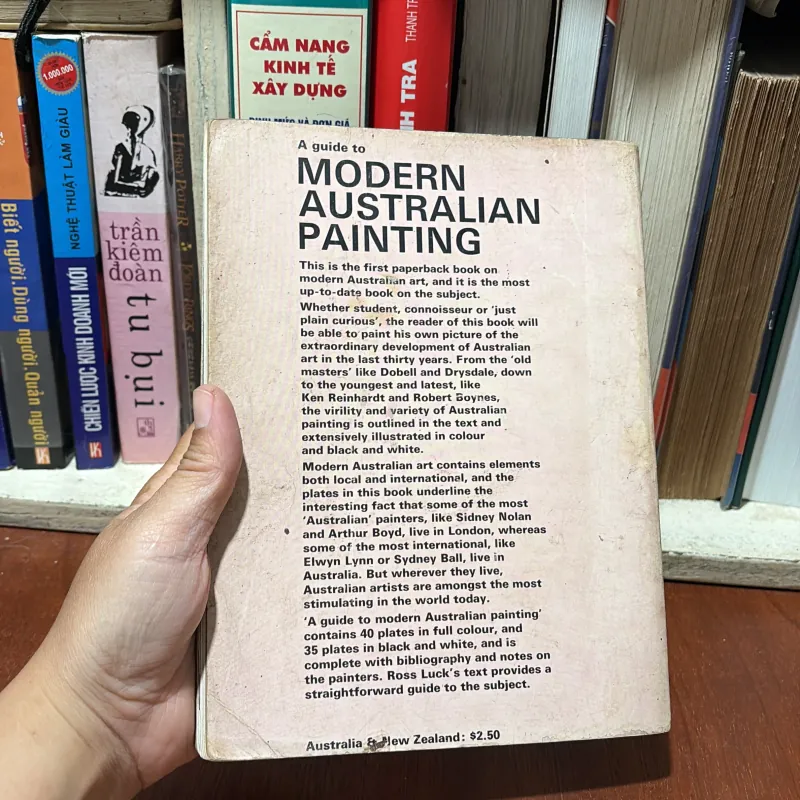 CẨM NANG
KINH TẾ
XÂY DỰNG
ĐỊNH MỨC VÀ ĐƠN GIÁ
THANH TR
NH TRA
Biết người. Dùng người. Quản người
1.000.000
NGHỆ THUẬT LÀM GIÀU
CHIẾN LƯỢC KINH DOANH MỚI
trần
kiêm
đoàn
tu bụi
HARRY POTTER
A guide to
MODERN
AUSTRALIAN
PAINTING
This is the first paperback book on
modern Australian art, and it is the most
up-to-date book on the subject.
Whether student, connoisseur or 'just
plain curious', the reader of this book will
be able to paint his own picture of the
extraordinary development of Australian
art in the last thirty years. From the 'old
masters' like Dobell and Drysdale, down
to the youngest and latest, like
Ken Reinhardt and Robert Boynes,
the virility and variety of Australian
painting is outlined in the text and
extensively illustrated in colour
and black and white.
Modern Australian art contains elements
both local and international, and the
plates in this book underline the
interesting fact that some of the most
'Australian' painters, like Sidney Nolan
and Arthur Boyd, live in London, whereas
some of the most international, like
Elwyn Lynn or Sydney Ball, live in
Australia. But wherever they live,
Australian artists are amongst the most
stimulating in the world today.
'A guide to modern Australian painting'
contains 40 plates in full colour, and
35 plates in black and white, and is
complete with bibliography and notes on
the painters. Ross Luck's text provides a
straightforward guide to the subject.
Australia & New Zealand: $2.50